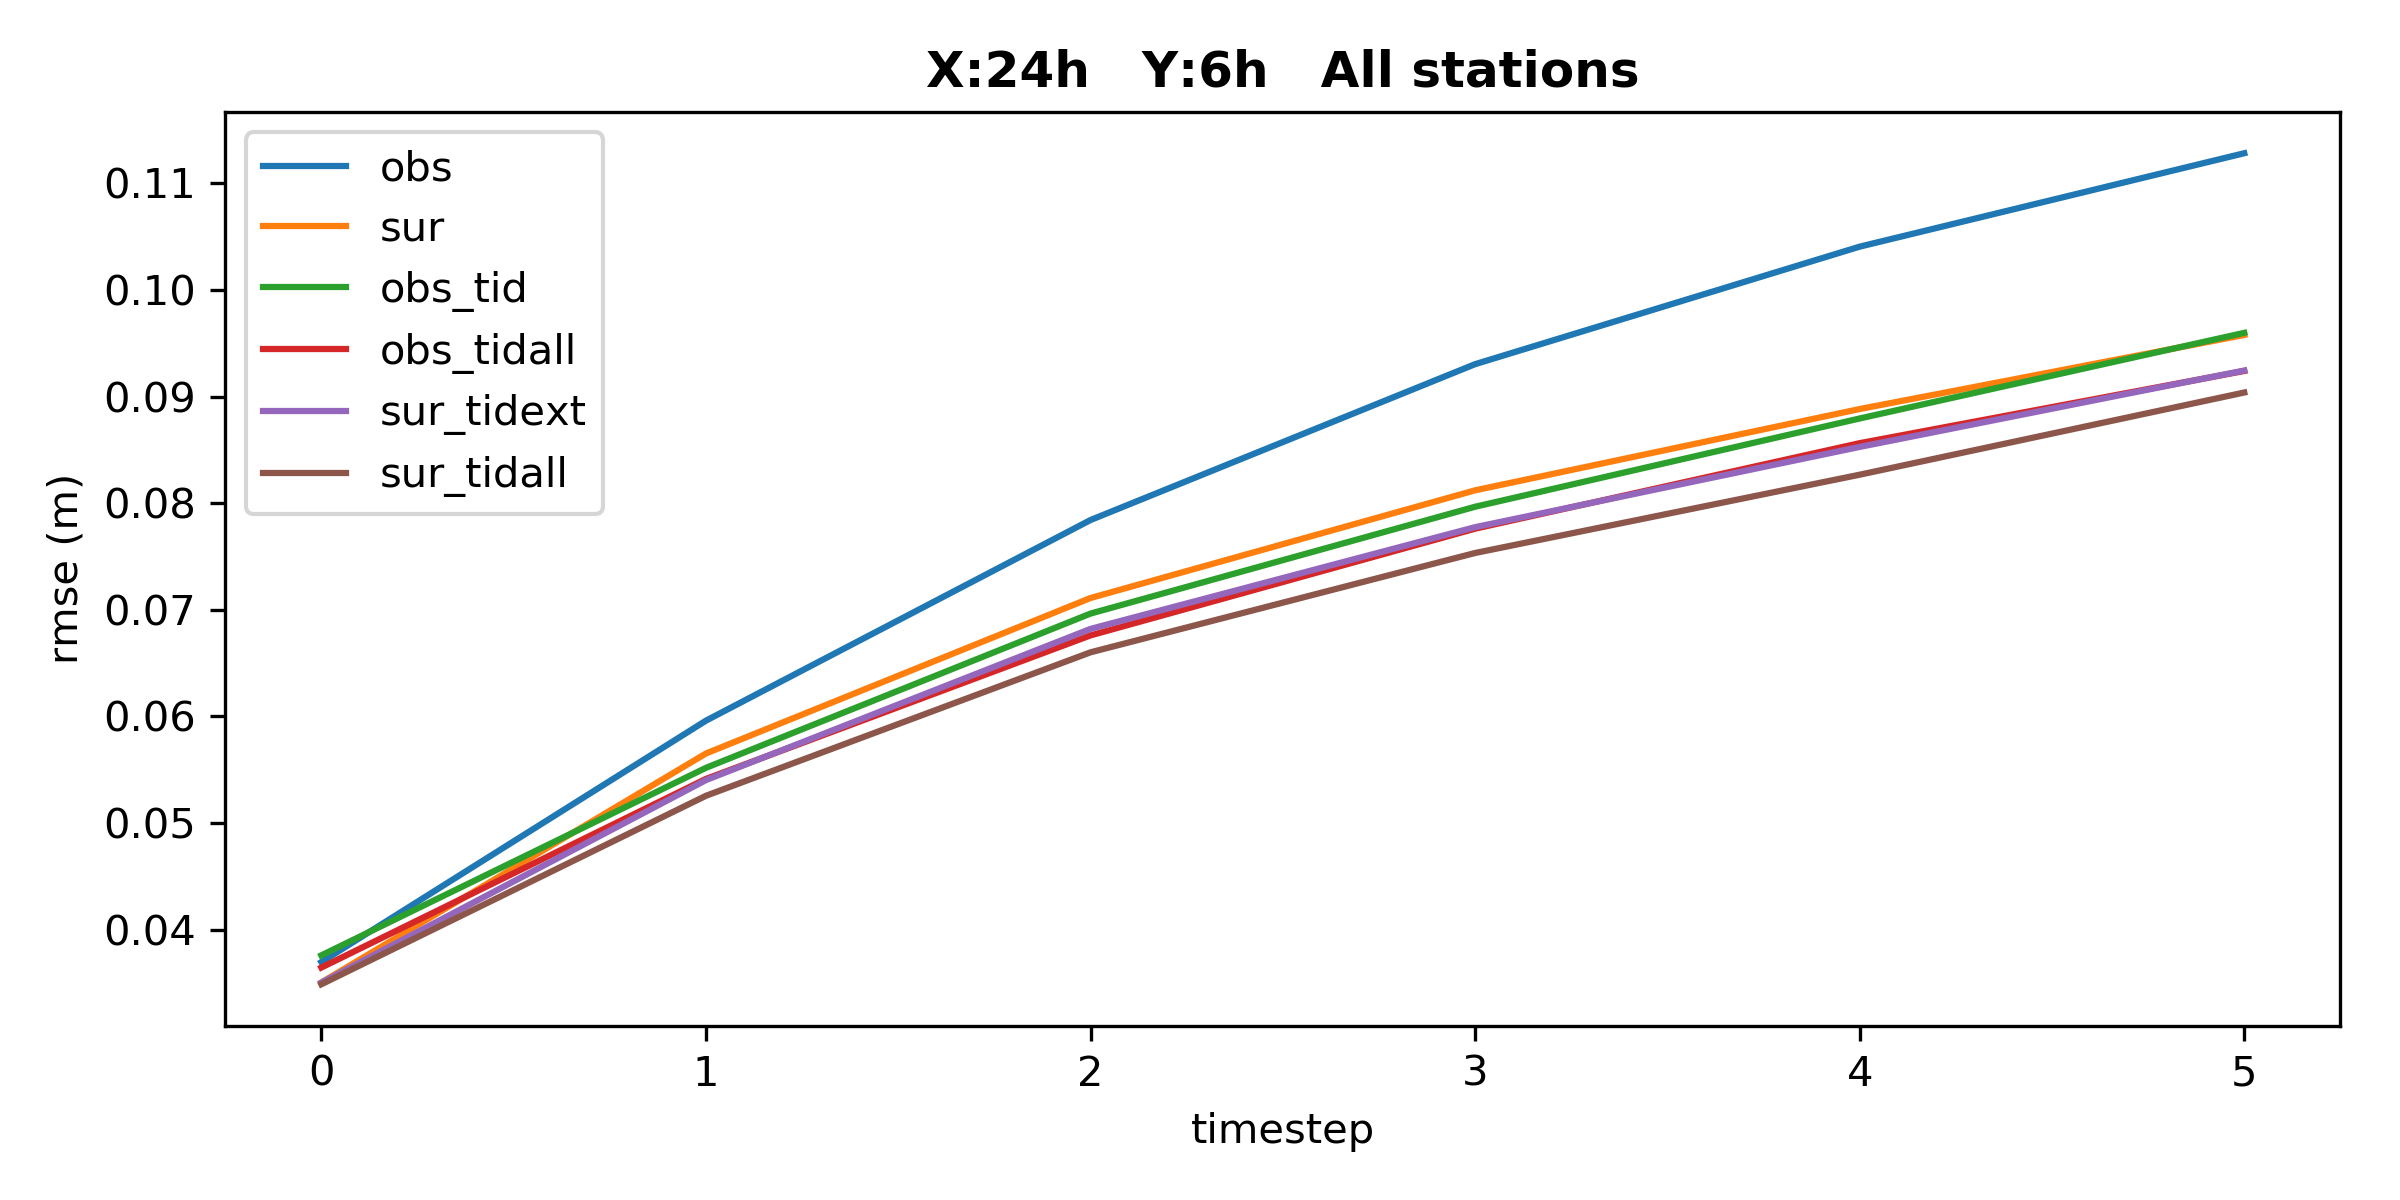 X:24h   Y:6h   All stations
obs
sur
obs_tid
obs_tidall
sur_tidext
sur_tidall
rmse (m)
0.11
0.10
0.09
0.08
0.07
0.06
0.05
0.04
0 1 2 3 4 5
timestep